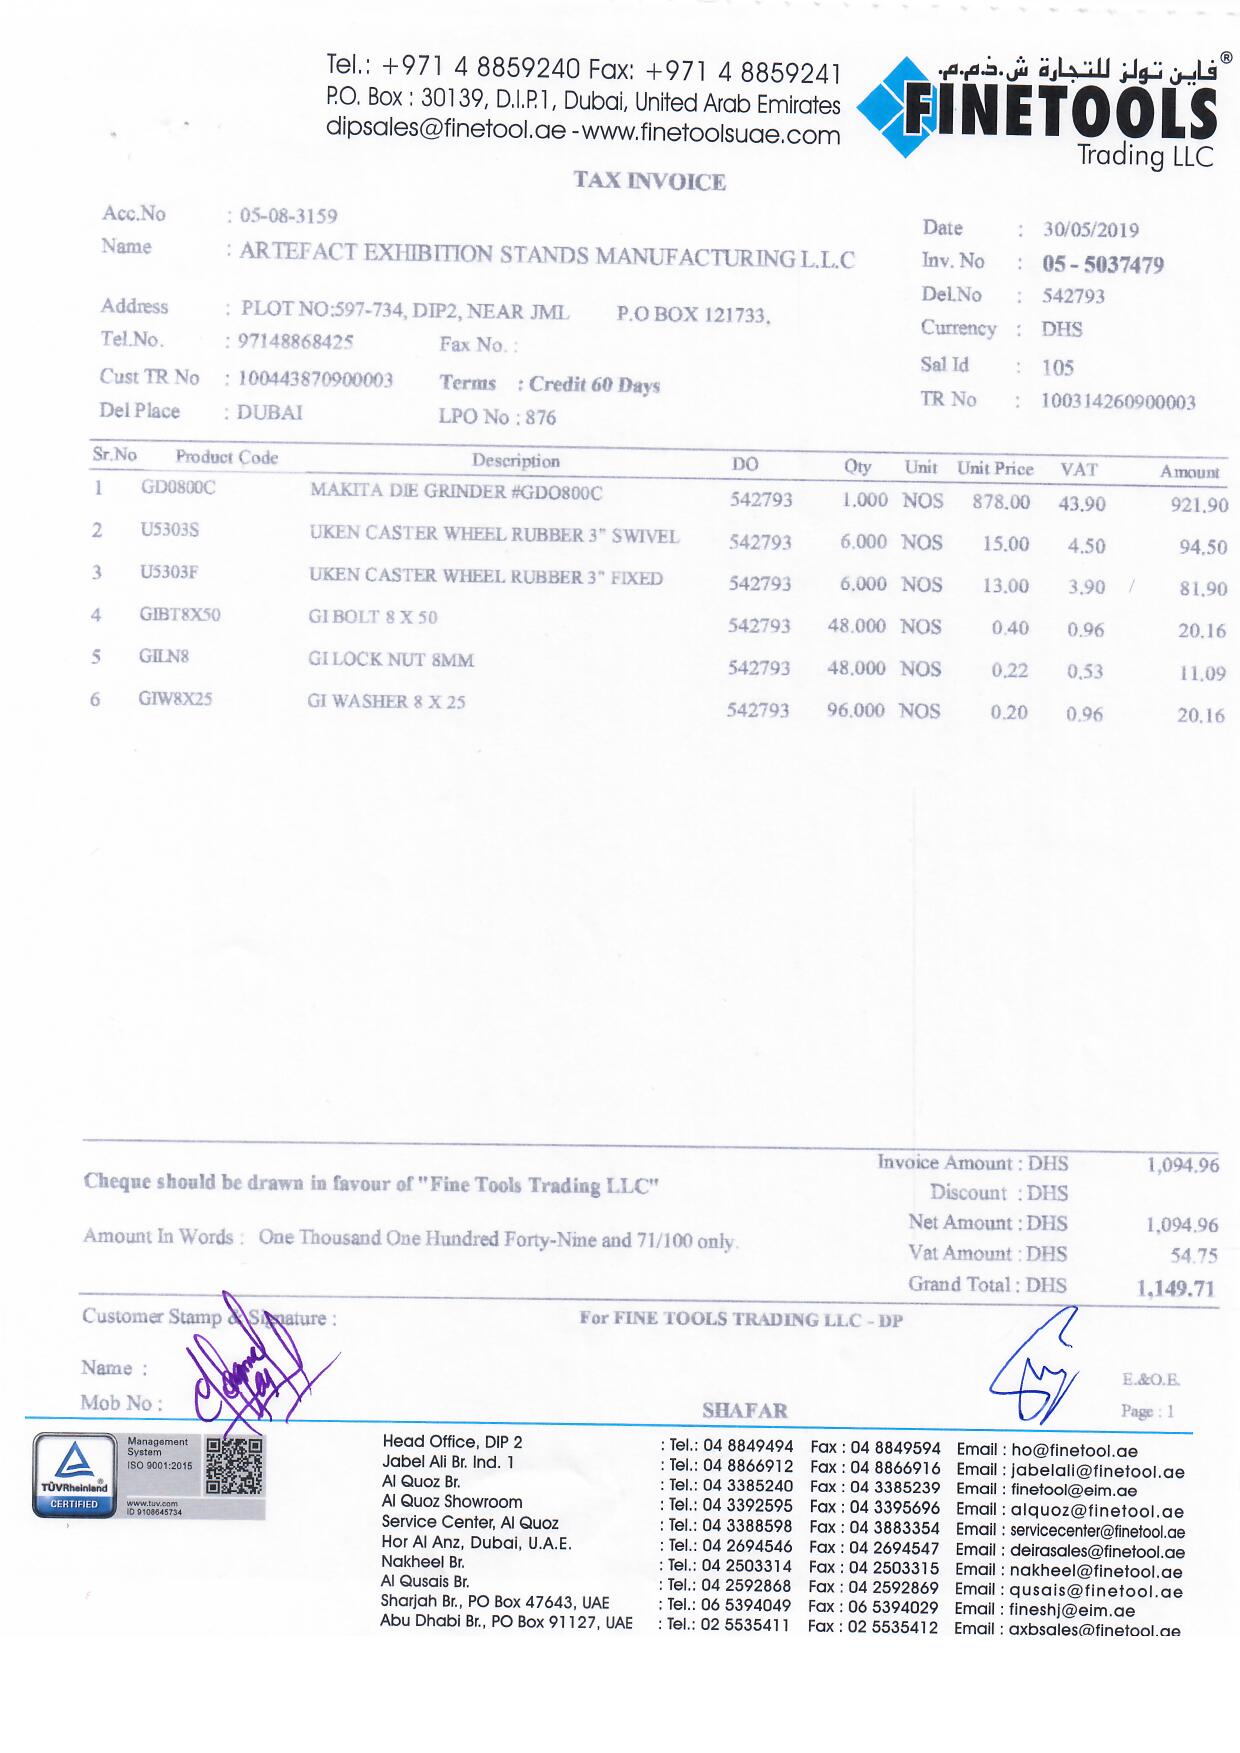 Tel.: +971 4 8859240 Fax: +971 4 8859241
P.O. Box : 30139, D.I.P.1, Dubai, United Arab Emirates
dipsales@finetool.ae -www.finetoolsuae.com
فاين تولز للتجارة ش.ذ.م.م. ®
FINETOOLS
Trading LLC
TAX INVOICE
Acc.No : 05-08-3159
Name : ARTEFACT EXHIBITION STANDS MANUFACTURING L.L.C
Address : PLOT NO:597-734, DIP2, NEAR JML P.O BOX 121733,
Tel.No. : 97148868425 Fax No. :
Cust TR No : 100443870900003 Terms : Credit 60 Days
Del Place : DUBAI LPO No : 876
Date : 30/05/2019
Inv. No : 05 - 5037479
Del.No : 542793
Currency : DHS
Sal Id : 105
TR No : 100314260900003
Sr.No Product Code Description DO Qty Unit Unit Price VAT Amount
1 GD0800C MAKITA DIE GRINDER #GDO800C 542793 1.000 NOS 878.00 43.90 921.90
2 U5303S UKEN CASTER WHEEL RUBBER 3" SWIVEL 542793 6.000 NOS 15.00 4.50 94.50
3 U5303F UKEN CASTER WHEEL RUBBER 3" FIXED 542793 6.000 NOS 13.00 3.90 / 81.90
4 GIBT8X50 GI BOLT 8 X 50 542793 48.000 NOS 0.40 0.96 20.16
5 GILN8 GI LOCK NUT 8MM 542793 48.000 NOS 0.22 0.53 11.09
6 GIW8X25 GI WASHER 8 X 25 542793 96.000 NOS 0.20 0.96 20.16
Invoice Amount : DHS 1,094.96
Cheque should be drawn in favour of "Fine Tools Trading LLC"
Discount : DHS
Net Amount : DHS 1,094.96
Amount In Words : One Thousand One Hundred Forty-Nine and 71/100 only.
Vat Amount : DHS 54.75
Grand Total : DHS 1,149.71
Customer Stamp & Signature : For FINE TOOLS TRADING LLC - DP
Name :
E.&O.E.
Mob No : SHAFAR Page : 1
TÜVRheinland®
CERTIFIED
Management
System
ISO 9001:2015
www.tuv.com
ID 9108645734
Head Office, DIP 2 : Tel.: 04 8849494 Fax : 04 8849594 Email : ho@finetool.ae
Jabel Ali Br. Ind. 1 : Tel.: 04 8866912 Fax : 04 8866916 Email : jabelali@finetool.ae
Al Quoz Br. : Tel.: 04 3385240 Fax : 04 3385239 Email : finetool@eim.ae
Al Quoz Showroom : Tel.: 04 3392595 Fax : 04 3395696 Email : alquoz@finetool.ae
Service Center, Al Quoz : Tel.: 04 3388598 Fax : 04 3883354 Email : servicecenter@finetool.ae
Hor Al Anz, Dubai, U.A.E. : Tel.: 04 2694546 Fax : 04 2694547 Email : deirasales@finetool.ae
Nakheel Br. : Tel.: 04 2503314 Fax : 04 2503315 Email : nakheel@finetool.ae
Al Qusais Br. : Tel.: 04 2592868 Fax : 04 2592869 Email : qusais@finetool.ae
Sharjah Br., PO Box 47643, UAE : Tel.: 06 5394049 Fax : 06 5394029 Email : fineshj@eim.ae
Abu Dhabi Br., PO Box 91127, UAE : Tel.: 02 5535411 Fax : 02 5535412 Email : axbsales@finetool.ae